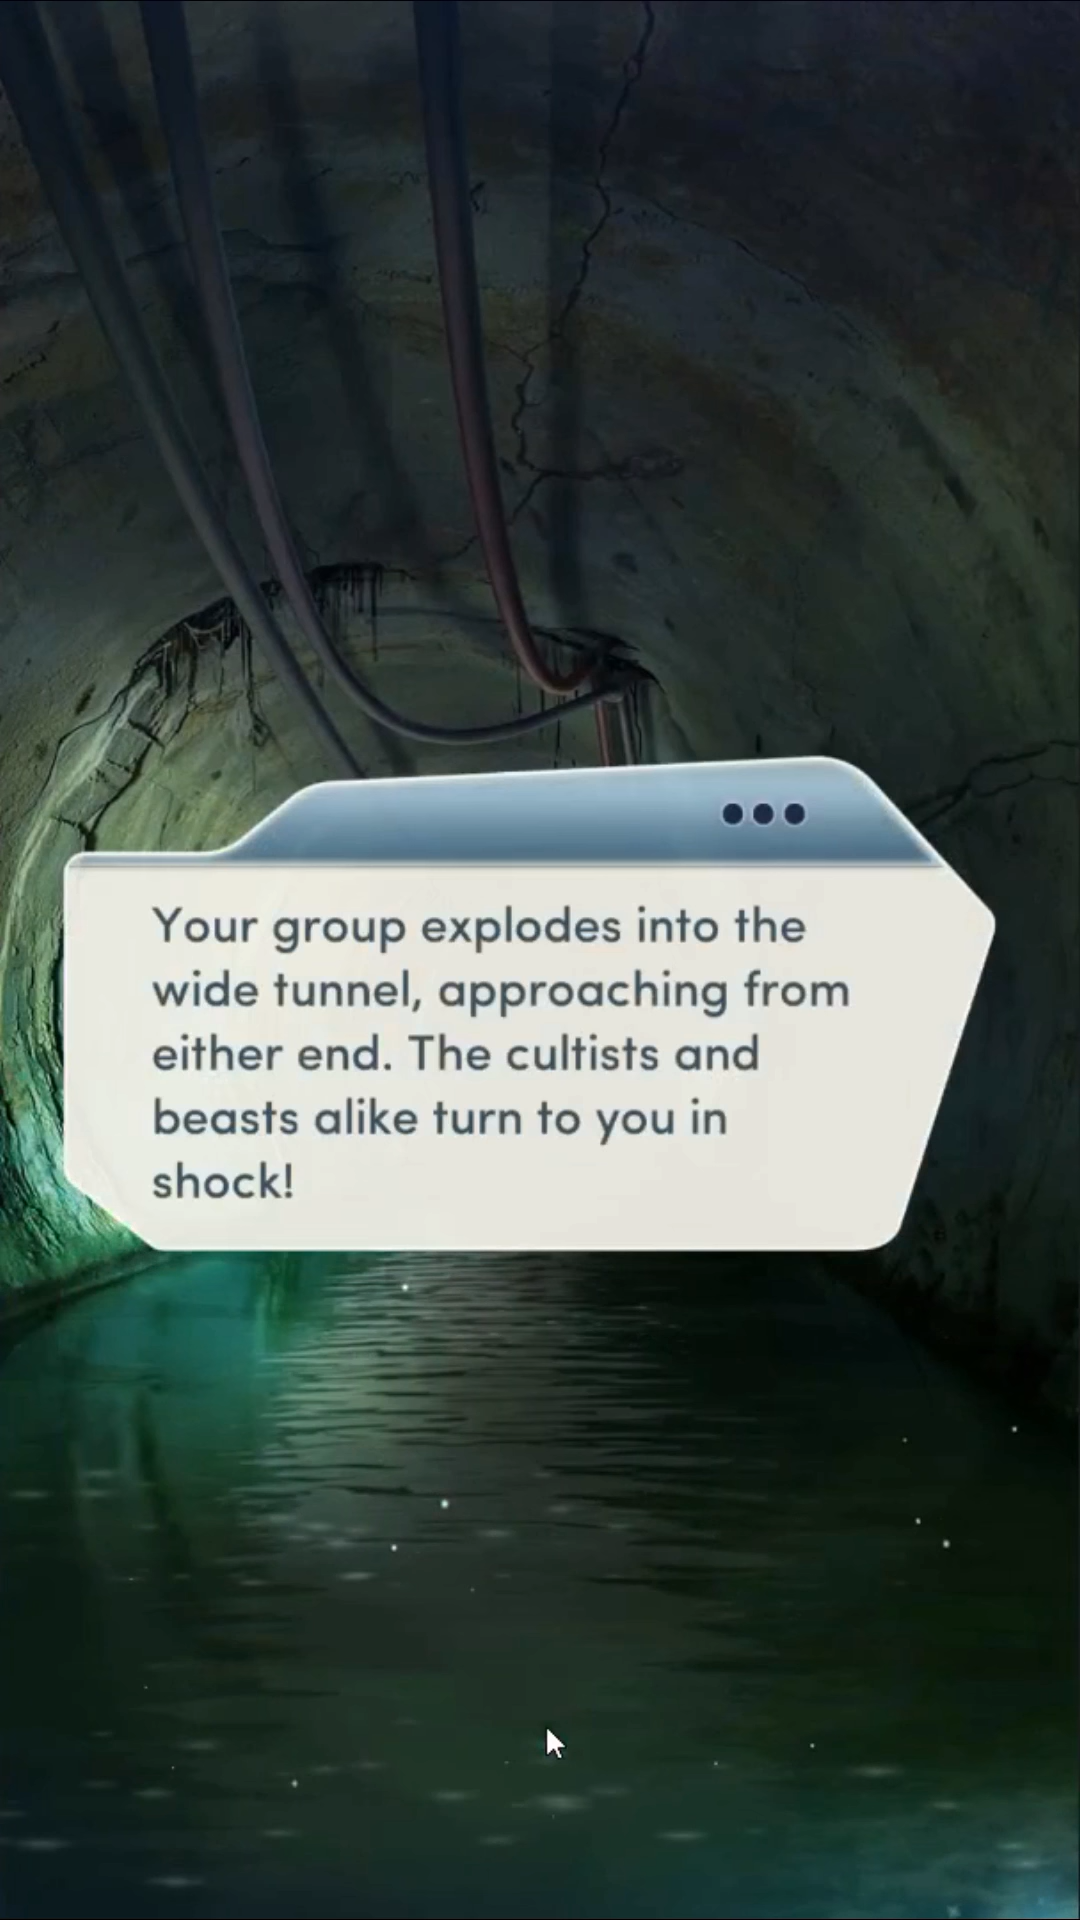 Your group explodes into the
wide tunnel, approaching from
either end. The cultists and
beasts alike turn to you in
shock!